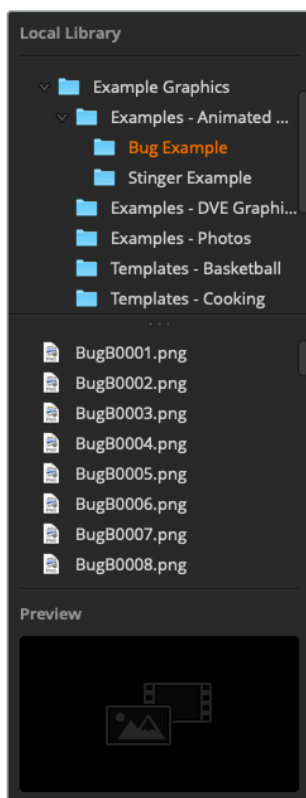 Local Library
Example Graphics
Examples - Animated ...
Bug Example
Stinger Example
Examples - DVE Graphi...
Examples - Photos
Templates - Basketball
Templates - Cooking
BugB0001.png
BugB0002.png
BugB0003.png
BugB0004.png
BugB0005.png
BugB0006.png
BugB0007.png
BugB0008.png
Preview